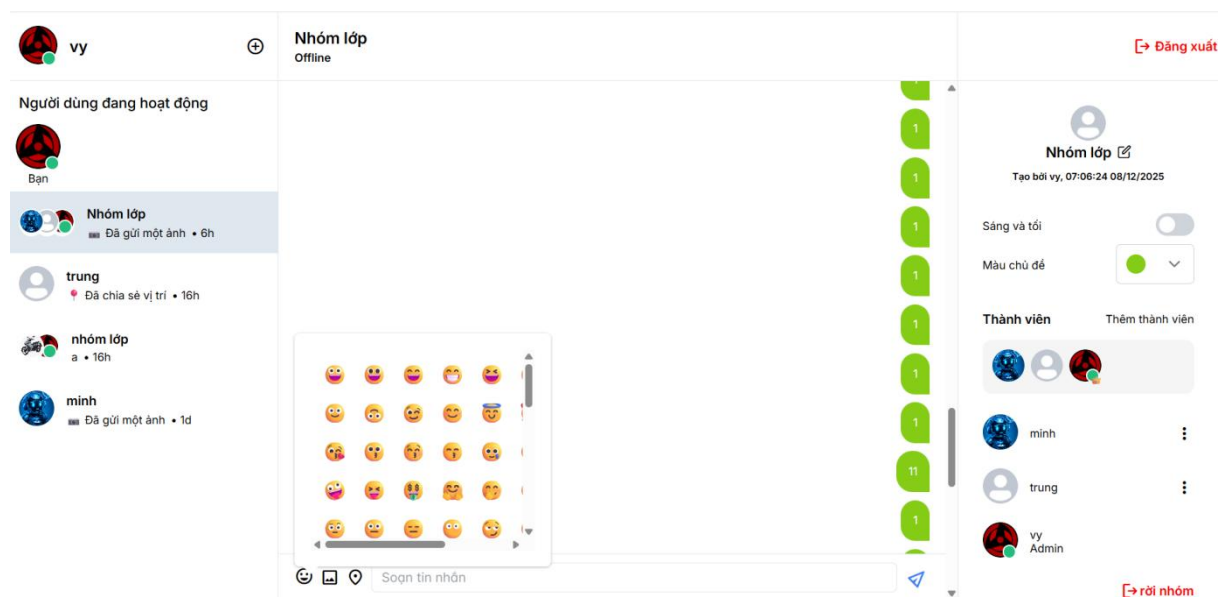 vy
Nhóm lớp
Offline
Đăng xuất
Người dùng đang hoạt động
Bạn
Nhóm lớp
Đã gửi một ảnh • 6h
trung
Đã chia sẻ vị trí • 16h
nhóm lớp
a • 16h
minh
Đã gửi một ảnh • 1d
1
1
1
1
1
1
1
11
1
Soạn tin nhắn
Nhóm lớp
Tạo bởi vy, 07:06:24 08/12/2025
Sáng và tối
Màu chủ đề
Thành viên Thêm thành viên
minh
trung
vy
Admin
rời nhóm